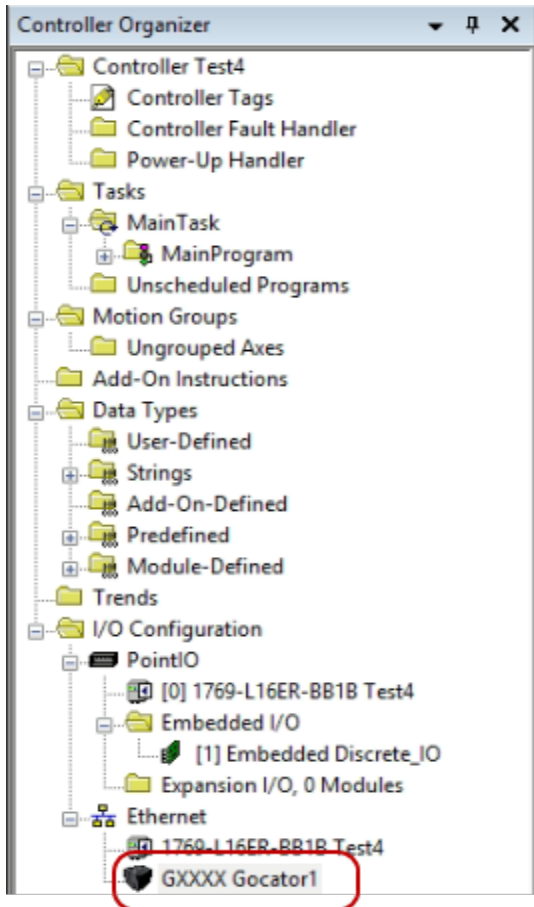 Controller Organizer
Controller Test4
Controller Tags
Controller Fault Handler
Power-Up Handler
Tasks
MainTask
MainProgram
Unscheduled Programs
Motion Groups
Ungrouped Axes
Add-On Instructions
Data Types
User-Defined
Strings
Add-On-Defined
Predefined
Module-Defined
Trends
I/O Configuration
PointIO
[0] 1769-L16ER-BB1B Test4
Embedded I/O
[1] Embedded Discrete_IO
Expansion I/O, 0 Modules
Ethernet
1769-L16ER-BB1B Test4
GXXXX Gocator1